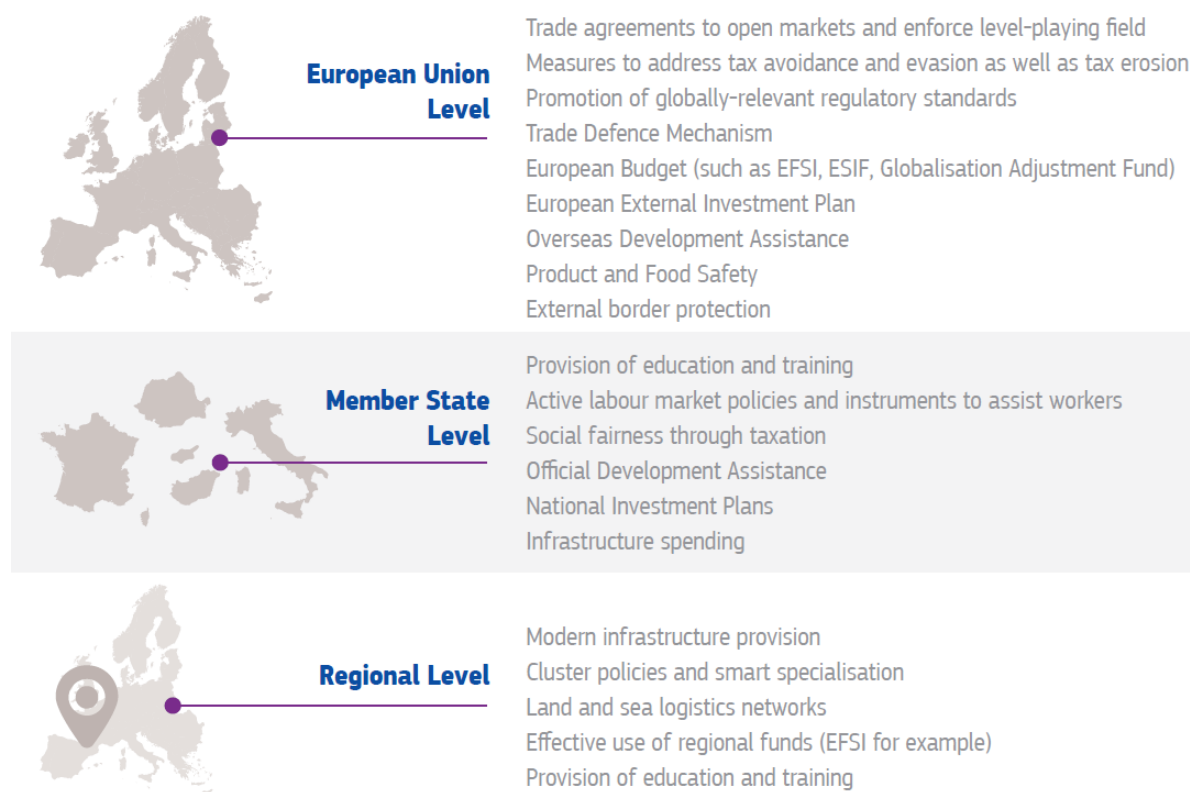 European Union
Level
Trade agreements to open markets and enforce level-playing field
Measures to address tax avoidance and evasion as well as tax erosion
Promotion of globally-relevant regulatory standards
Trade Defence Mechanism
European Budget (such as EFSI, ESIF, Globalisation Adjustment Fund)
European External Investment Plan
Overseas Development Assistance
Product and Food Safety
External border protection
Member State
Level
Provision of education and training
Active labour market policies and instruments to assist workers
Social fairness through taxation
Official Development Assistance
National Investment Plans
Infrastructure spending
Regional Level
Modern infrastructure provision
Cluster policies and smart specialisation
Land and sea logistics networks
Effective use of regional funds (EFSI for example)
Provision of education and training